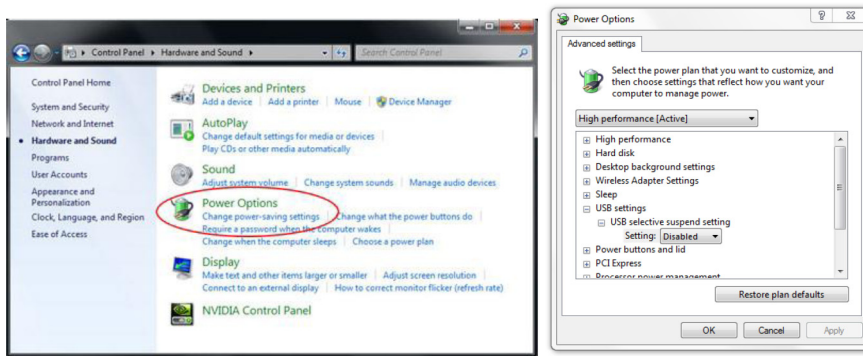 Control Panel ▸ Hardware and Sound ▸
Search Control Panel
Control Panel Home
System and Security
Network and Internet
Hardware and Sound
Programs
User Accounts
Appearance and
Personalization
Clock, Language, and Region
Ease of Access
Devices and Printers
Add a device | Add a printer | Mouse | Device Manager
AutoPlay
Change default settings for media or devices
Play CDs or other media automatically
Sound
Adjust system volume | Change system sounds | Manage audio devices
Power Options
Change power-saving settings | Change what the power buttons do
Require a password when the computer wakes
Change when the computer sleeps | Choose a power plan
Display
Make text and other items larger or smaller | Adjust screen resolution
Connect to an external display | How to correct monitor flicker (refresh rate)
NVIDIA Control Panel
Power Options
Advanced settings
Select the power plan that you want to customize, and
then choose settings that reflect how you want your
computer to manage power.
High performance [Active]
High performance
Hard disk
Desktop background settings
Wireless Adapter Settings
Sleep
USB settings
USB selective suspend setting
Setting: Disabled
Power buttons and lid
PCI Express
Processor power management
Restore plan defaults
OK Cancel Apply